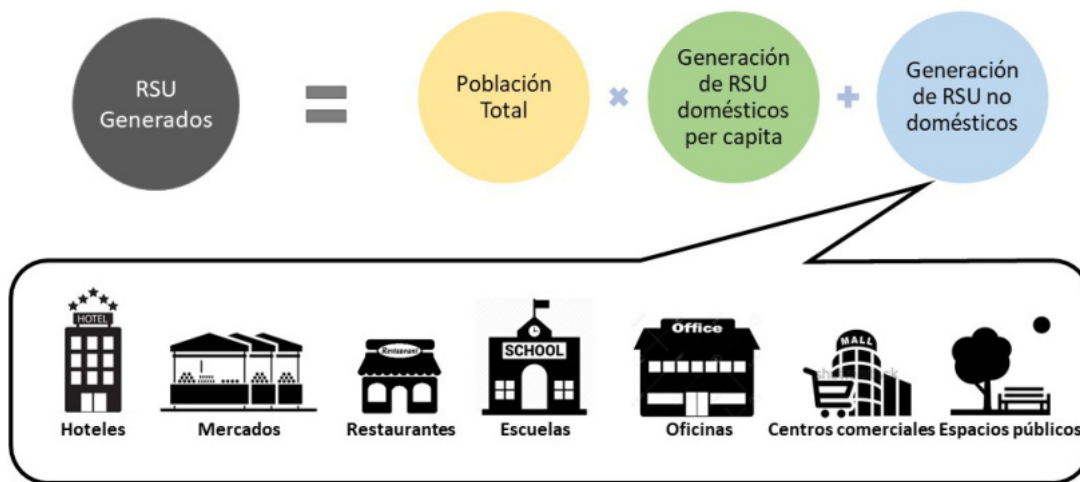 RSU
Generados
=
Población
Total
×
Generación
de RSU
domésticos
per capita
+
Generación
de RSU no
domésticos
HOTEL
Restaurant
SCHOOL
Office
MALL
Hoteles
Mercados
Restaurantes
Escuelas
Oficinas
Centros comerciales
Espacios públicos